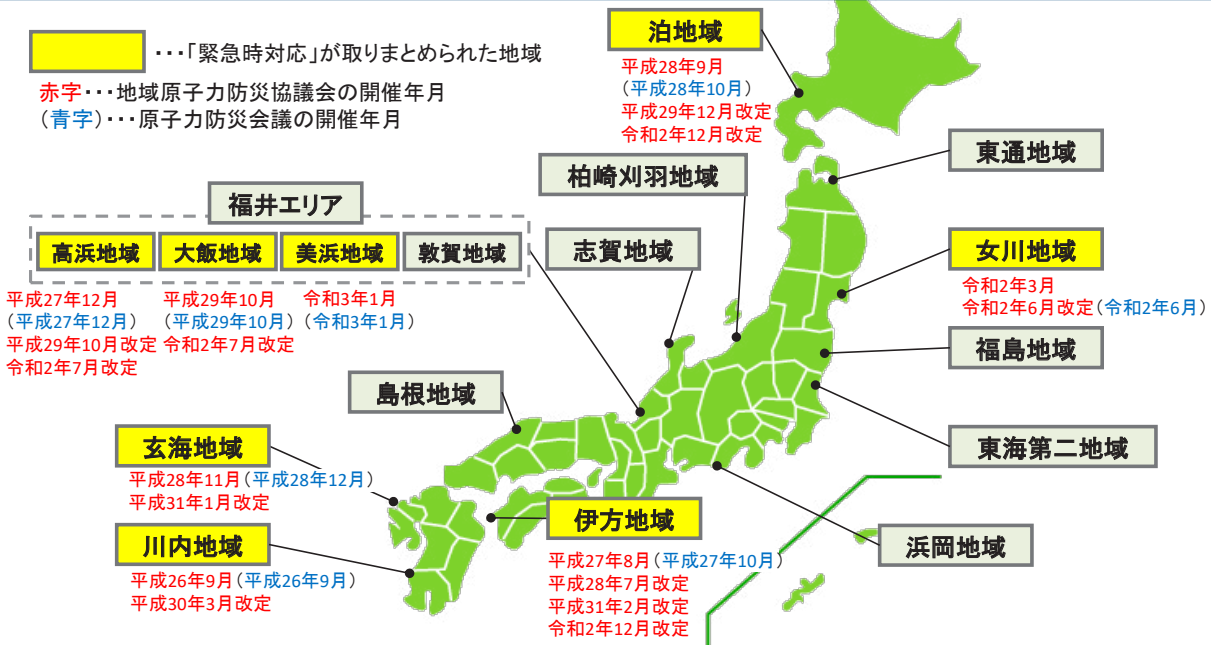 ・・・「緊急時対応」が取りまとめられた地域
赤字・・・地域原子力防災協議会の開催年月
(青字)・・・原子力防災会議の開催年月
泊地域
平成28年9月
(平成28年10月)
平成29年12月改定
令和2年12月改定
東通地域
柏崎刈羽地域
福井エリア
高浜地域
平成27年12月
(平成27年12月)
平成29年10月改定
令和2年7月改定
大飯地域
平成29年10月
(平成29年10月)
令和2年7月改定
美浜地域
令和3年1月
(令和3年1月)
敦賀地域
志賀地域
女川地域
令和2年3月
令和2年6月改定(令和2年6月)
福島地域
島根地域
東海第二地域
玄海地域
平成28年11月(平成28年12月)
平成31年1月改定
川内地域
平成26年9月(平成26年9月)
平成30年3月改定
伊方地域
平成27年8月(平成27年10月)
平成28年7月改定
平成31年2月改定
令和2年12月改定
浜岡地域